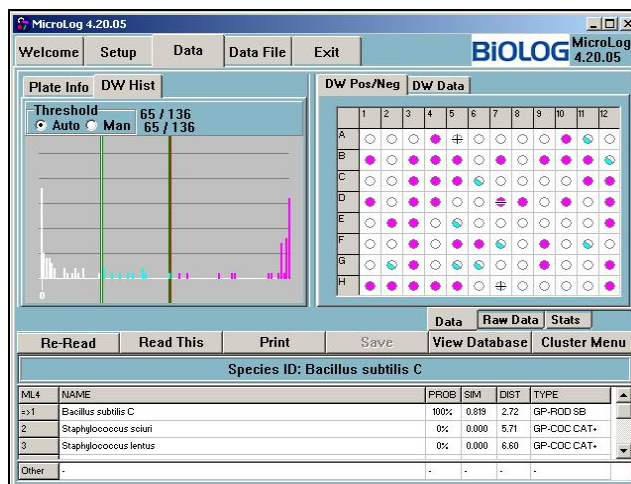 MicroLog 4.20.05
Welcome Setup Data Data File Exit BiOLOG MicroLog 4.20.05
Plate Info DW Hist
Threshold 65 / 136
Auto Man 65 / 136
0
DW Pos/Neg DW Data
1 2 3 4 5 6 7 8 9 10 11 12
A
B
C
D
E
F
G
H
Data Raw Data Stats
Re-Read Read This Print Save View Database Cluster Menu
Species ID: Bacillus subtilis C
ML4 NAME PROB SIM DIST TYPE
=>1 Bacillus subtilis C 100% 0.819 2.72 GP-ROD SB
2 Staphylococcus sciuri 0% 0.000 5.71 GP-COC CAT+
3 Staphylococcus lentus 0% 0.000 6.60 GP-COC CAT+
Other - - - - -